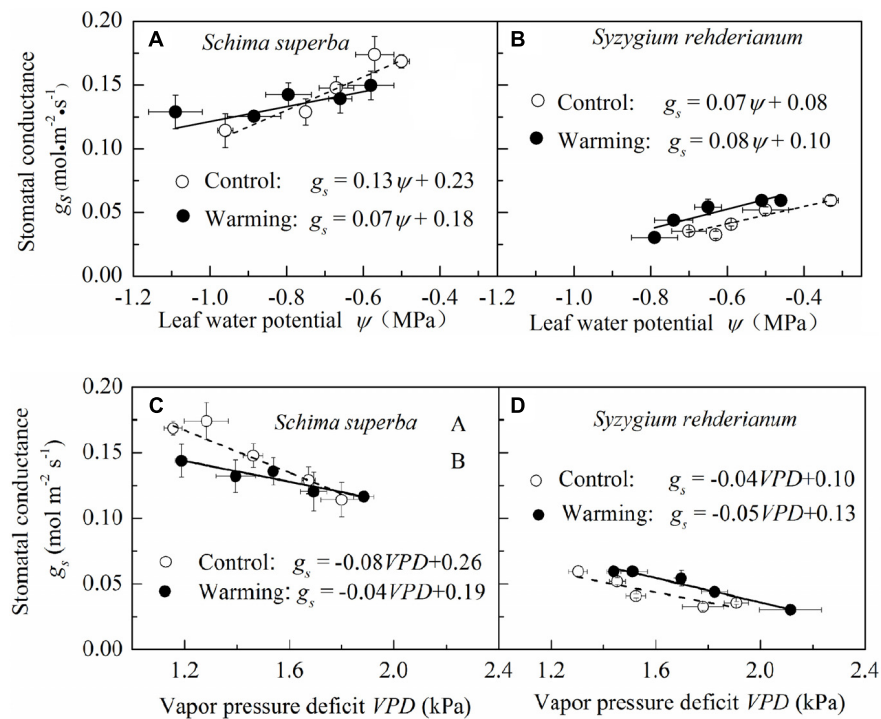 Stomatal conductance
gS (mol•m-2•s-1)
0.20
0.15
0.10
0.05
0.00
A
Schima superba
Control: gs = 0.13ψ + 0.23
Warming: gs = 0.07ψ + 0.18
-1.2 -1.0 -0.8 -0.6 -0.4
Leaf water potential ψ（MPa）
B
Syzygium rehderianum
Control: gs = 0.07ψ + 0.08
Warming: gs = 0.08ψ + 0.10
-1.2 -1.0 -0.8 -0.6 -0.4
Leaf water potential ψ（MPa）
Stomatal conductance
gs (mol m-2 s-1)
0.20
0.15
0.10
0.05
0.00
C
Schima superba
A
B
Control: gs = -0.08VPD+0.26
Warming: gs = -0.04VPD+0.19
1.2 1.6 2.0 2.4
Vapor pressure deficit VPD (kPa)
D
Syzygium rehderianum
Control: gs = -0.04VPD+0.10
Warming: gs = -0.05VPD+0.13
1.2 1.6 2.0 2.4
Vapor pressure deficit VPD (kPa)